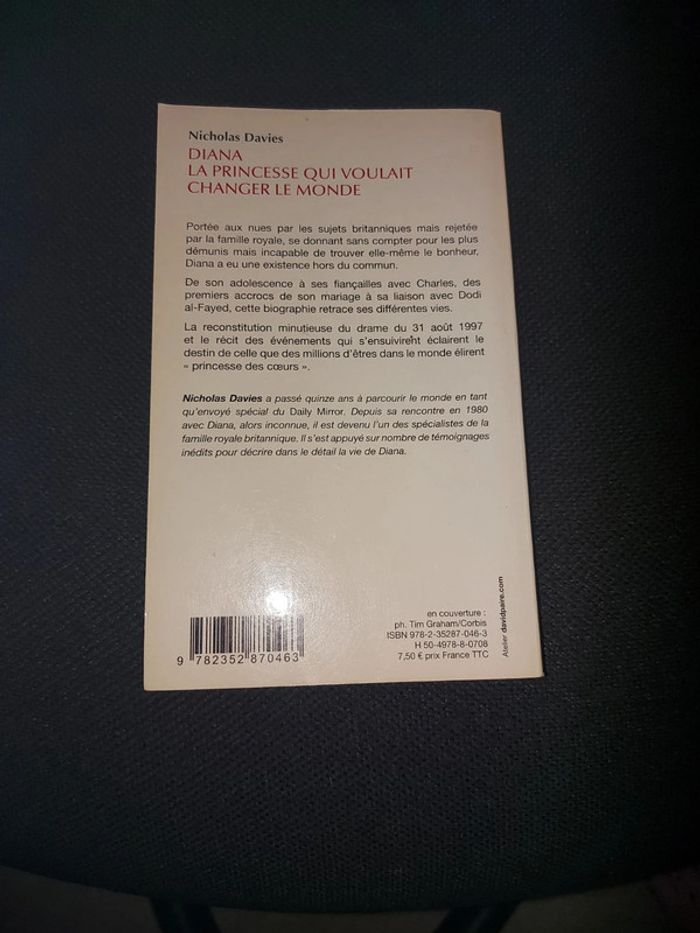 Nicholas Davies
DIANA
LA PRINCESSE QUI VOULAIT
CHANGER LE MONDE
Portée aux nues par les sujets britanniques mais rejetée
par la famille royale, se donnant sans compter pour les plus
démunis mais incapable de trouver elle-même le bonheur,
Diana a eu une existence hors du commun.
De son adolescence à ses fiançailles avec Charles, des
premiers accrocs de son mariage à sa liaison avec Dodi
al-Fayed, cette biographie retrace ses différentes vies.
La reconstitution minutieuse du drame du 31 août 1997
et le récit des événements qui s'ensuivirent éclairent le
destin de celle que des millions d'êtres dans le monde élirent
« princesse des cœurs ».
Nicholas Davies a passé quinze ans à parcourir le monde en tant
qu'envoyé spécial du Daily Mirror. Depuis sa rencontre en 1980
avec Diana, alors inconnue, il est devenu l'un des spécialistes de la
famille royale britannique. Il s'est appuyé sur nombre de témoignages
inédits pour décrire dans le détail la vie de Diana.
en couverture :
ph. Tim Graham/Corbis
ISBN 978-2-35287-046-3
H 50-4978-8-0708
7,50 € prix France TTC
Atelier davidpaire.com
9 782352 870463